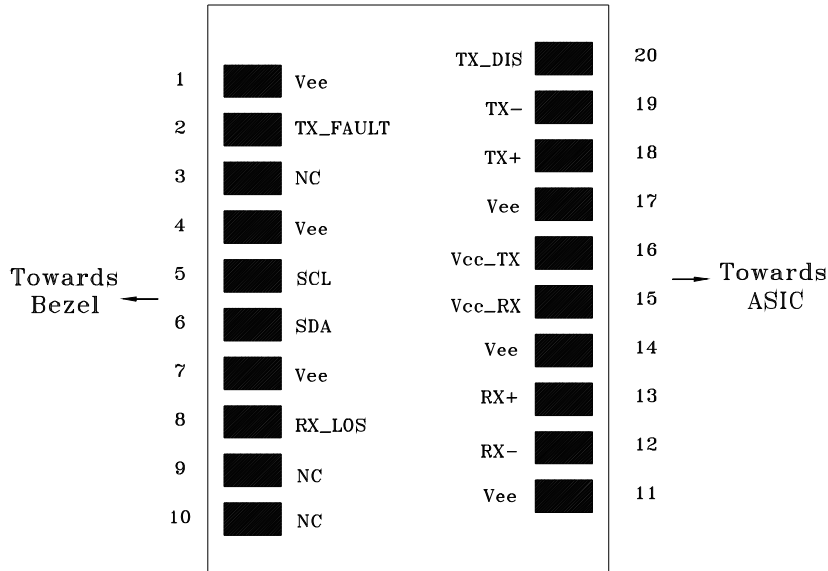 1 Vee
2 TX_FAULT
3 NC
4 Vee
5 SCL
6 SDA
7 Vee
8 RX_LOS
9 NC
10 NC
TX_DIS 20
TX- 19
TX+ 18
Vee 17
Vcc_TX 16
Vcc_RX 15
Vee 14
RX+ 13
RX- 12
Vee 11
Towards
Bezel
Towards
ASIC